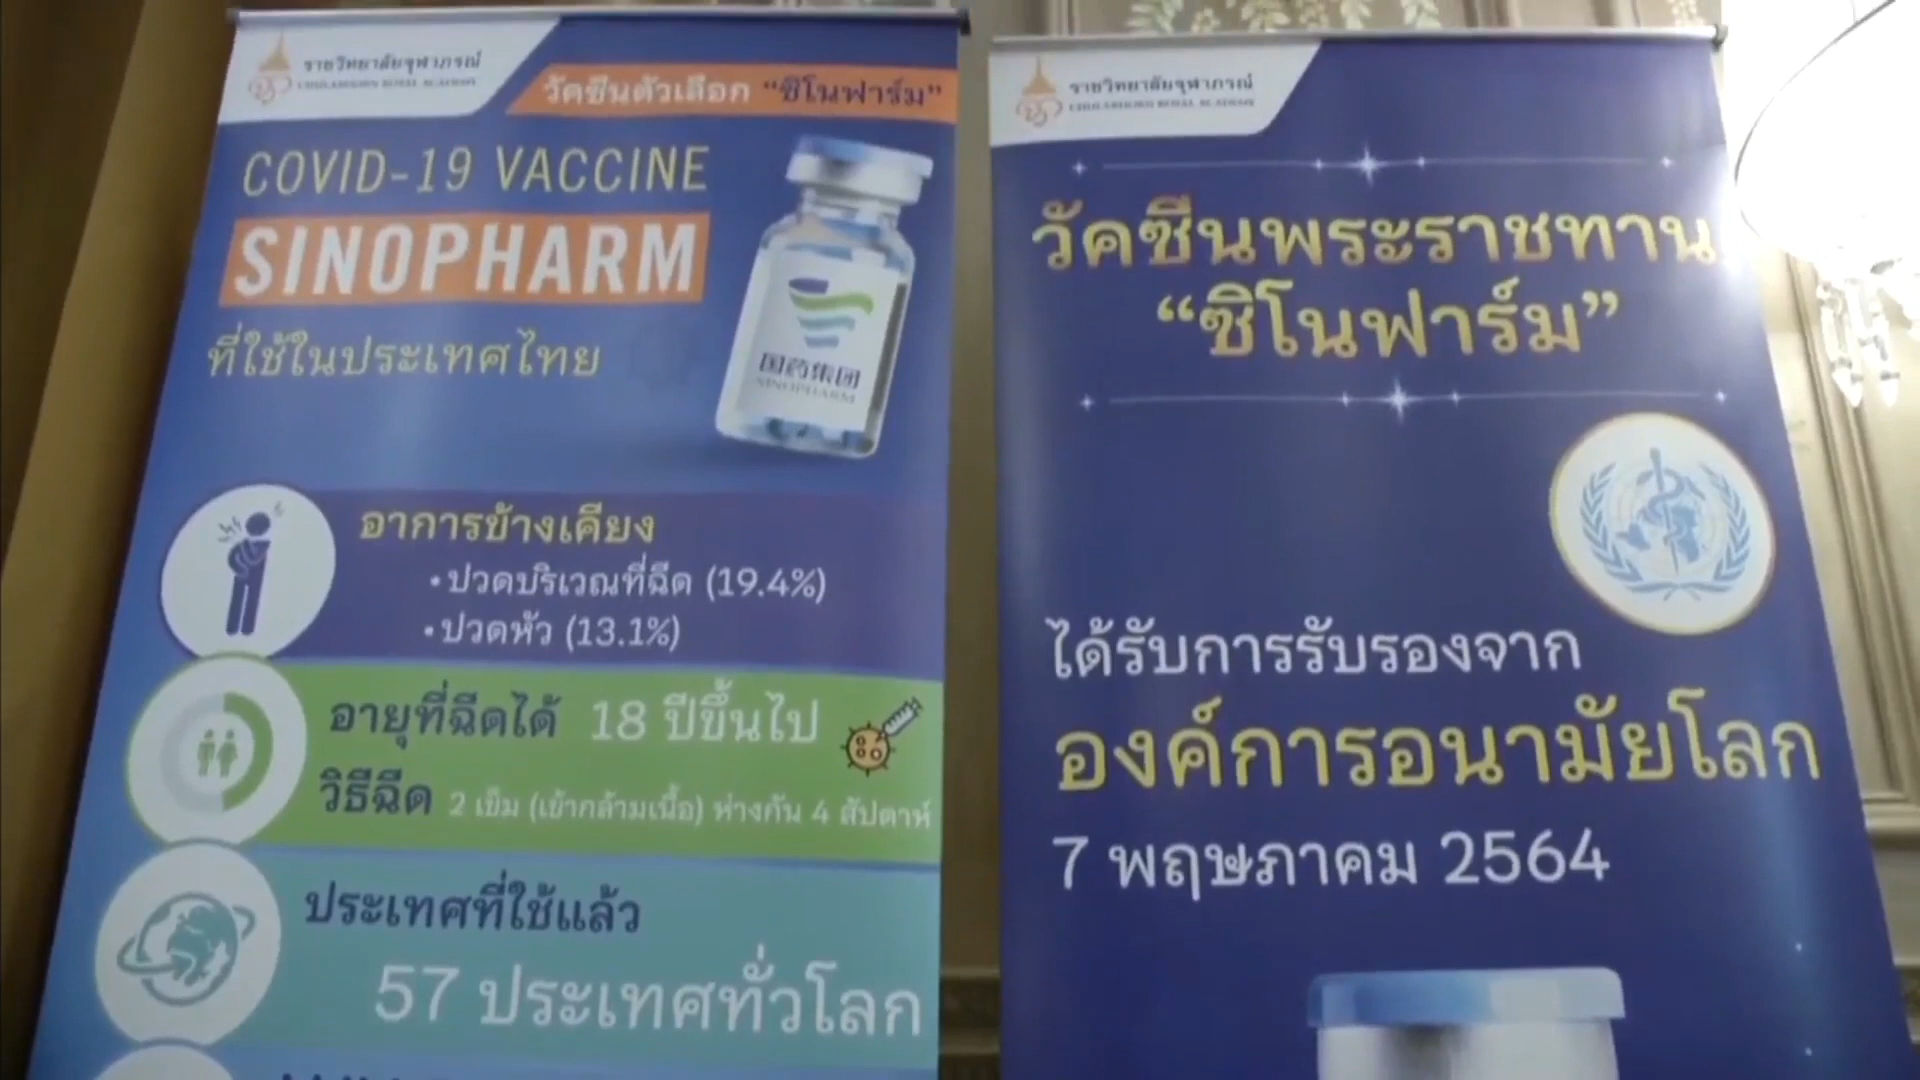 ราชวิทยาลัยจุฬาภรณ์
CHULABHORN ROYAL ACADEMY
วัคซีนตัวเลือก “ซิโนฟาร์ม”
COVID-19 VACCINE
SINOPHARM
ที่ใช้ในประเทศไทย
国药集团
SINOPHARM
อาการข้างเคียง
•ปวดบริเวณที่ฉีด (19.4%)
•ปวดหัว (13.1%)
อายุที่ฉีดได้ 18 ปีขึ้นไป
วิธีฉีด 2 เข็ม (เข้ากล้ามเนื้อ) ห่างกัน 4 สัปดาห์
ประเทศที่ใช้แล้ว
57 ประเทศทั่วโลก
ราชวิทยาลัยจุฬาภรณ์
CHULABHORN ROYAL ACADEMY
วัคซีนพระราชทาน
“ซิโนฟาร์ม”
ได้รับการรับรองจาก
องค์การอนามัยโลก
7 พฤษภาคม 2564